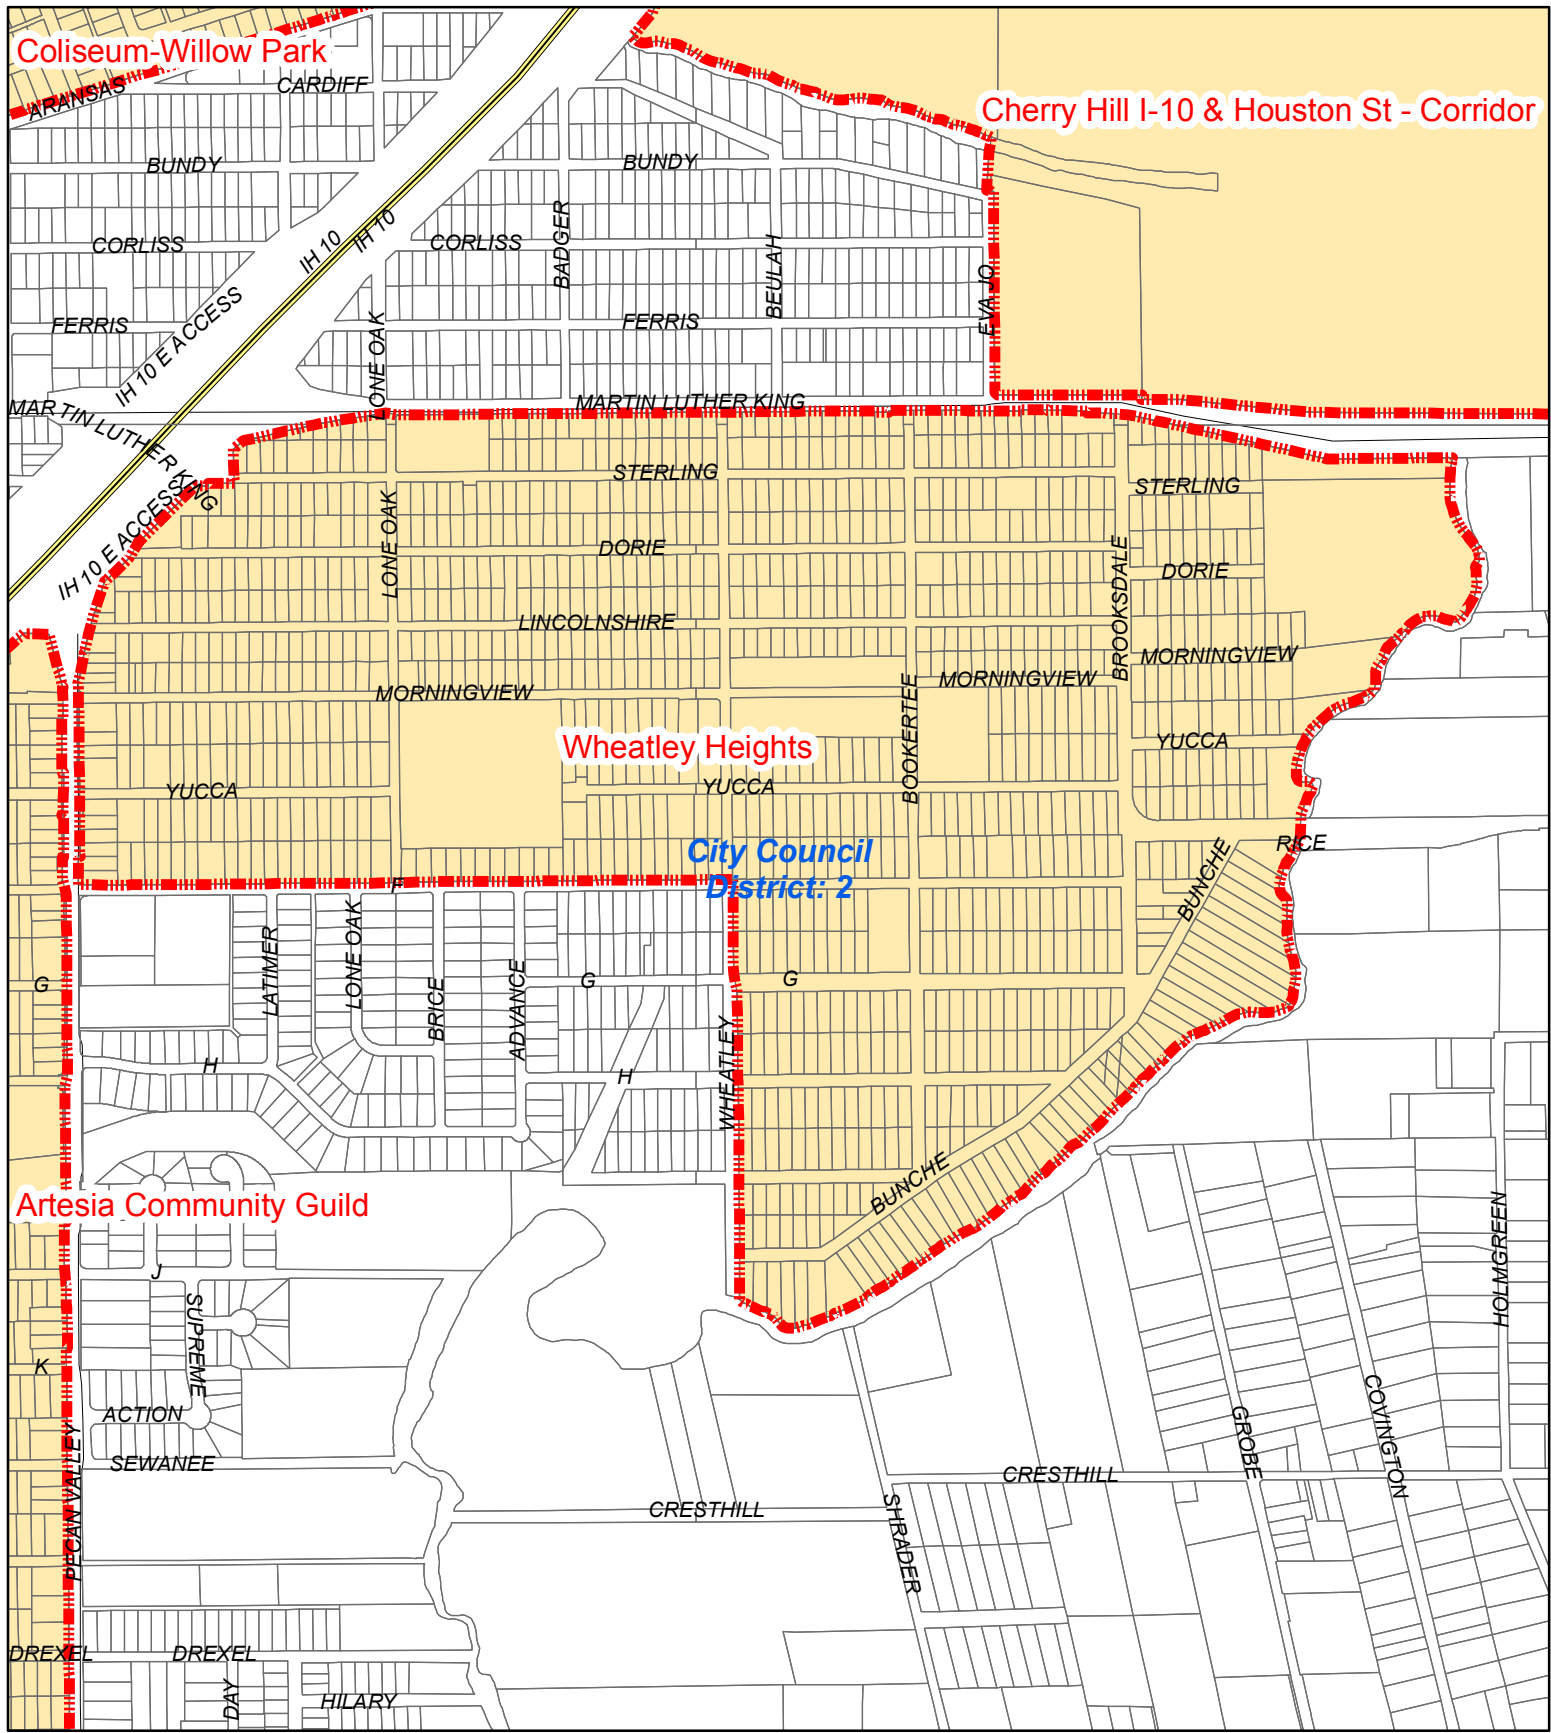 Coliseum-Willow Park
ARANSAS
CARDIFF
Cherry Hill I-10 & Houston St - Corridor
BUNDY
BUNDY
CORLISS
IH 10
IH 10
CORLISS
BADGER
BEULAH
EVA JO
FERRIS
IH 10 E ACCESS
LONE OAK
FERRIS
MARTIN LUTHER KING
MARTIN LUTHER KING
IH 10 E ACCESS
STERLING
STERLING
LONE OAK
DORIE
BROOKSDALE
DORIE
LINCOLNSHIRE
MORNINGVIEW
MORNINGVIEW
MORNINGVIEW
BOOKERTEE
Wheatley Heights
YUCCA
YUCCA
YUCCA
City Council
District: 2
RICE
BUNCHE
F
LATIMER
LONE OAK
BRICE
ADVANCE
G
G
G
WHEATLEY
H
H
BUNCHE
Artesia Community Guild
HOLMGREEN
J
SUPREME
K
ACTION
PECAN VALLEY
SEWANEE
GROBE
COVINGTON
CRESTHILL
CRESTHILL
SHRADER
DREXEL
DREXEL
DAY
HILARY